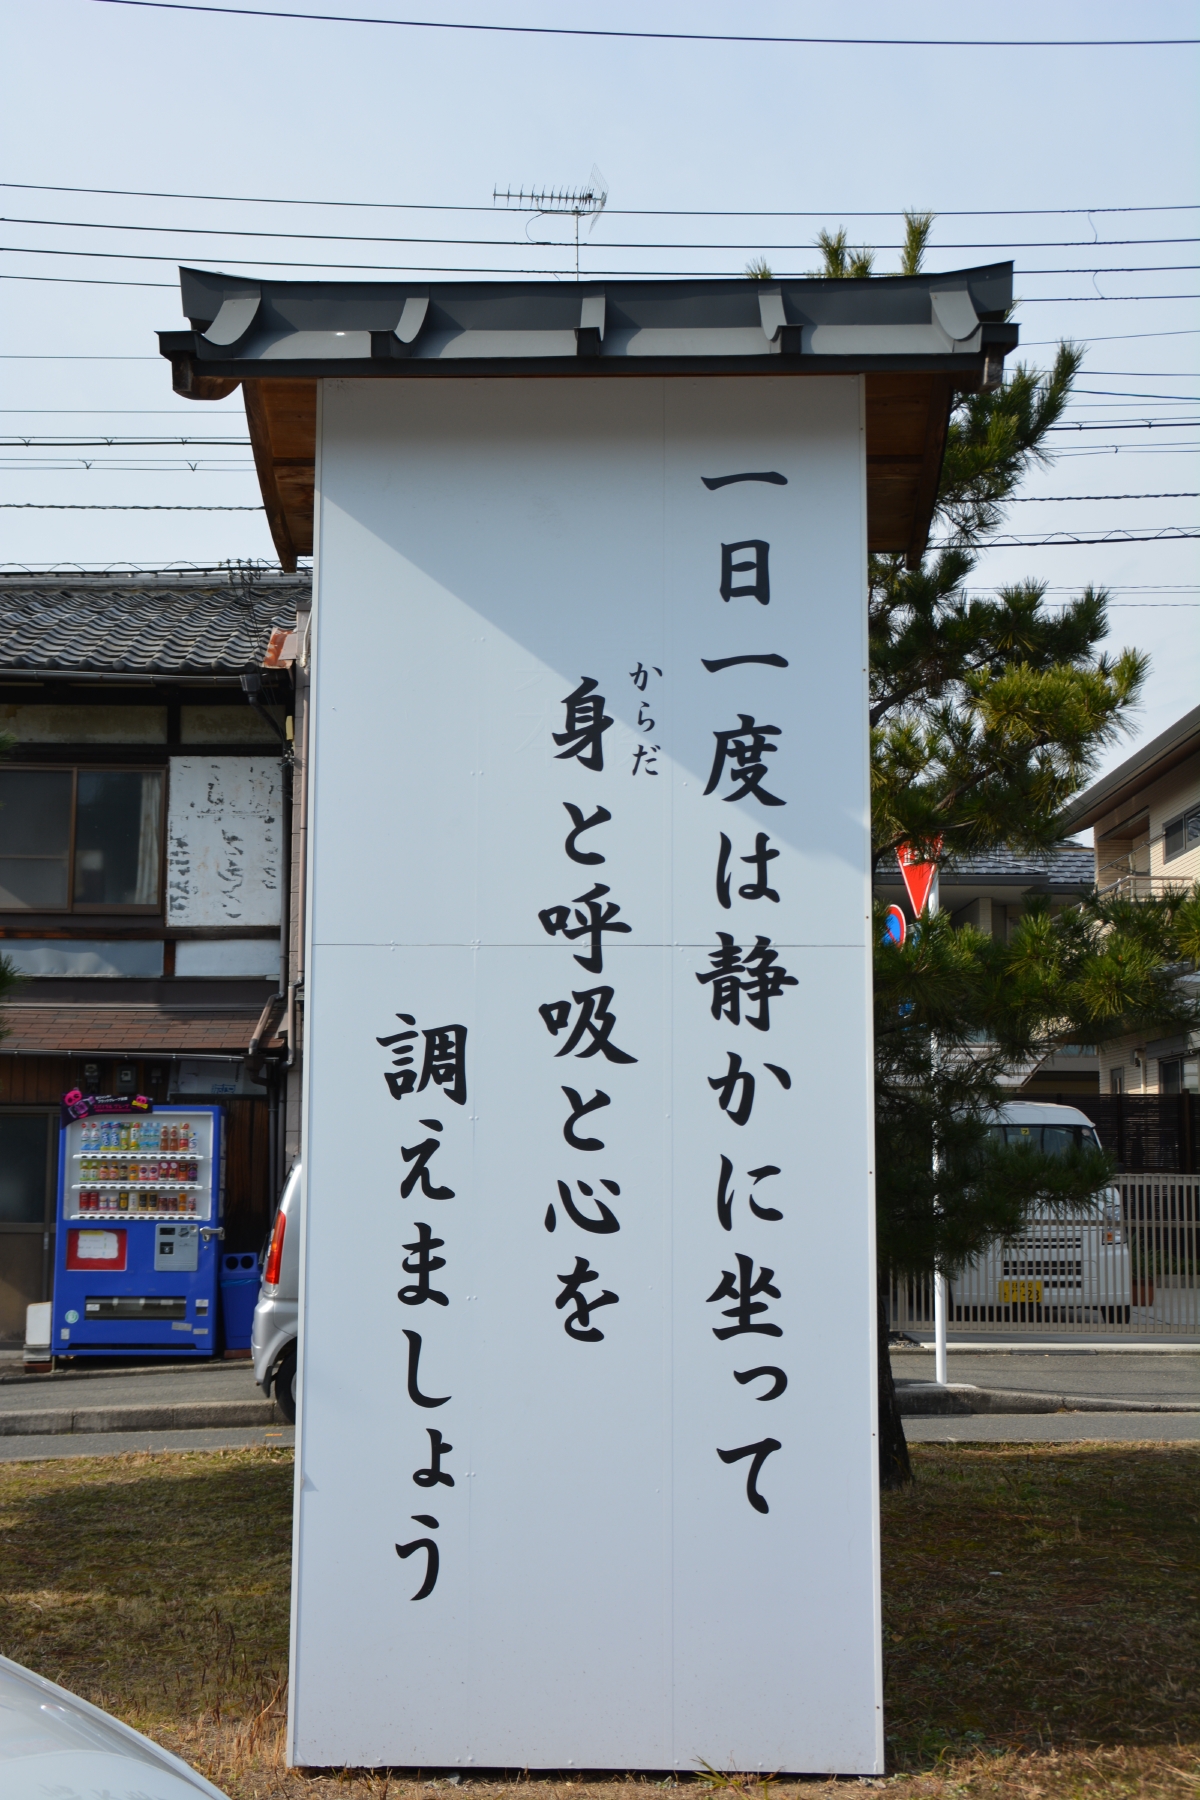 一日一度は静かに坐って
からだ
身と呼吸と心を
調えましょう